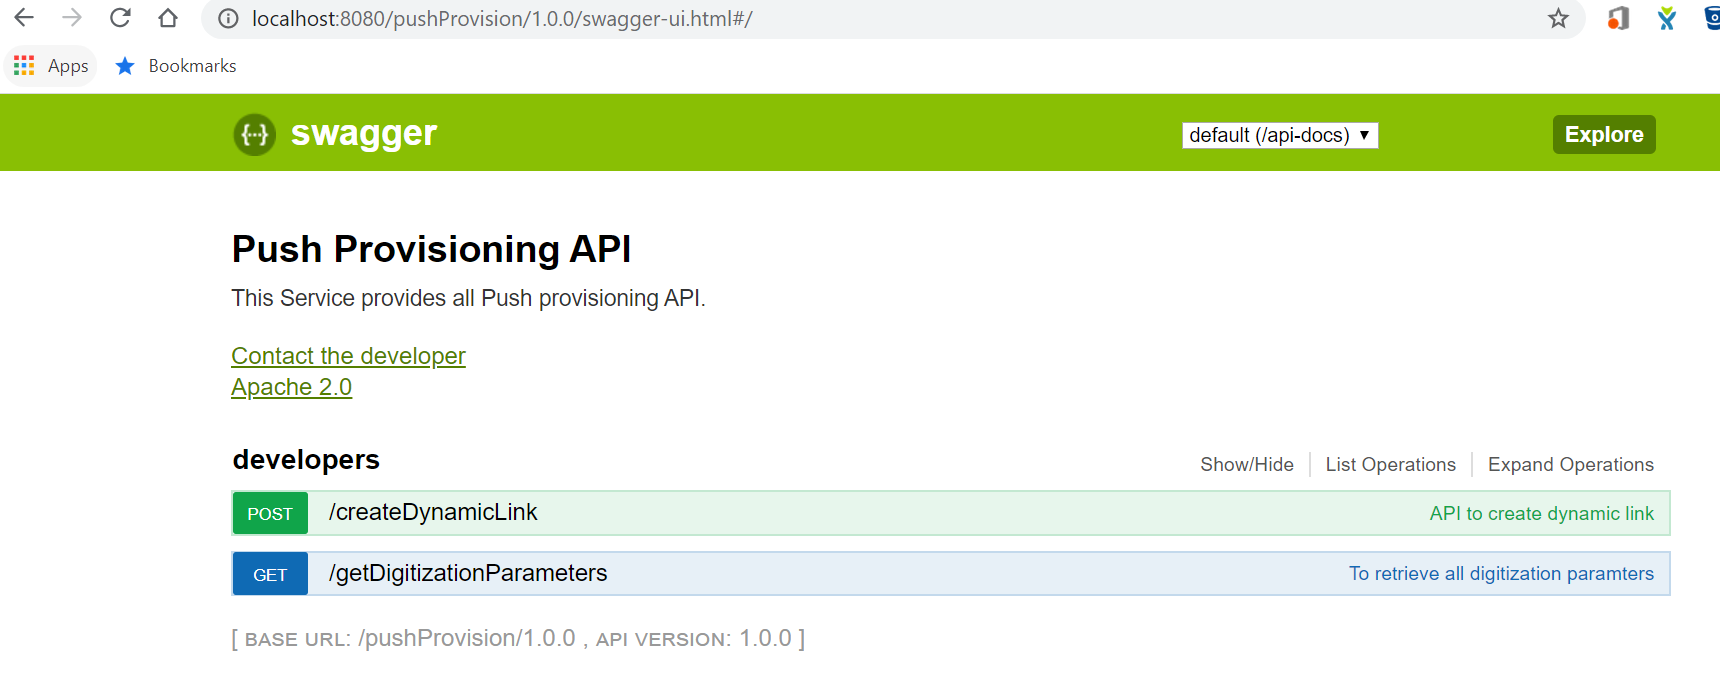 localhost:8080/pushProvision/1.0.0/swagger-ui.html#/
Apps Bookmarks
{···} swagger default (/api-docs) Explore
Push Provisioning API
This Service provides all Push provisioning API.
Contact the developer
Apache 2.0
developers Show/Hide List Operations Expand Operations
POST /createDynamicLink API to create dynamic link
GET /getDigitizationParameters To retrieve all digitization paramters
[ BASE URL: /pushProvision/1.0.0 , API VERSION: 1.0.0 ]